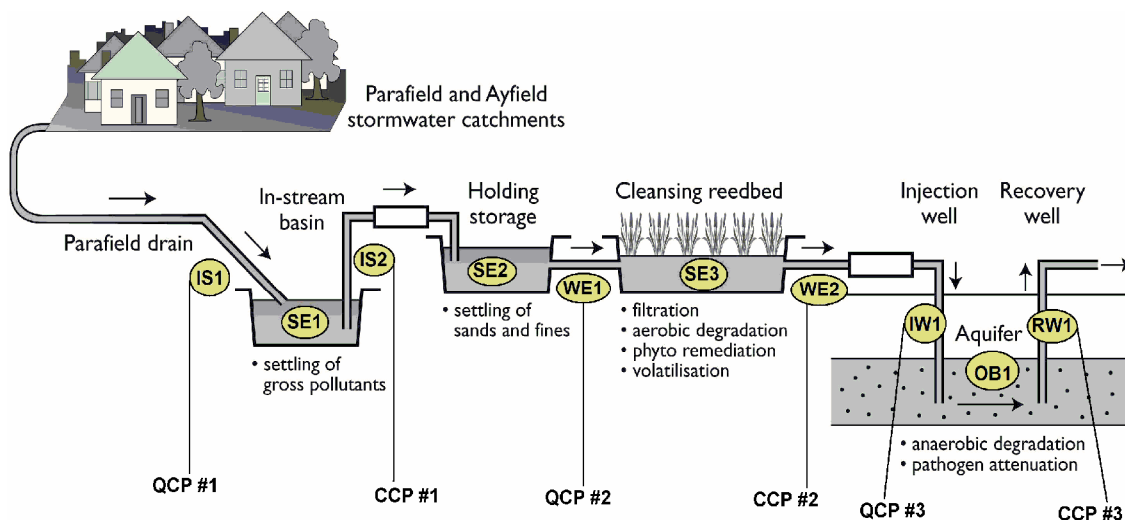 Parafield and Ayfield
stormwater catchments
In-stream
basin
Holding
storage
Cleansing reedbed
Injection
well
Recovery
well
Parafield drain
IS1
IS2
SE1
SE2
WE1
SE3
WE2
IW1
Aquifer
RW1
OB1
• settling of
gross pollutants
• settling of
sands and fines
• filtration
• aerobic degradation
• phyto remediation
• volatilisation
• anaerobic degradation
• pathogen attenuation
QCP #1
CCP #1
QCP #2
CCP #2
QCP #3
CCP #3